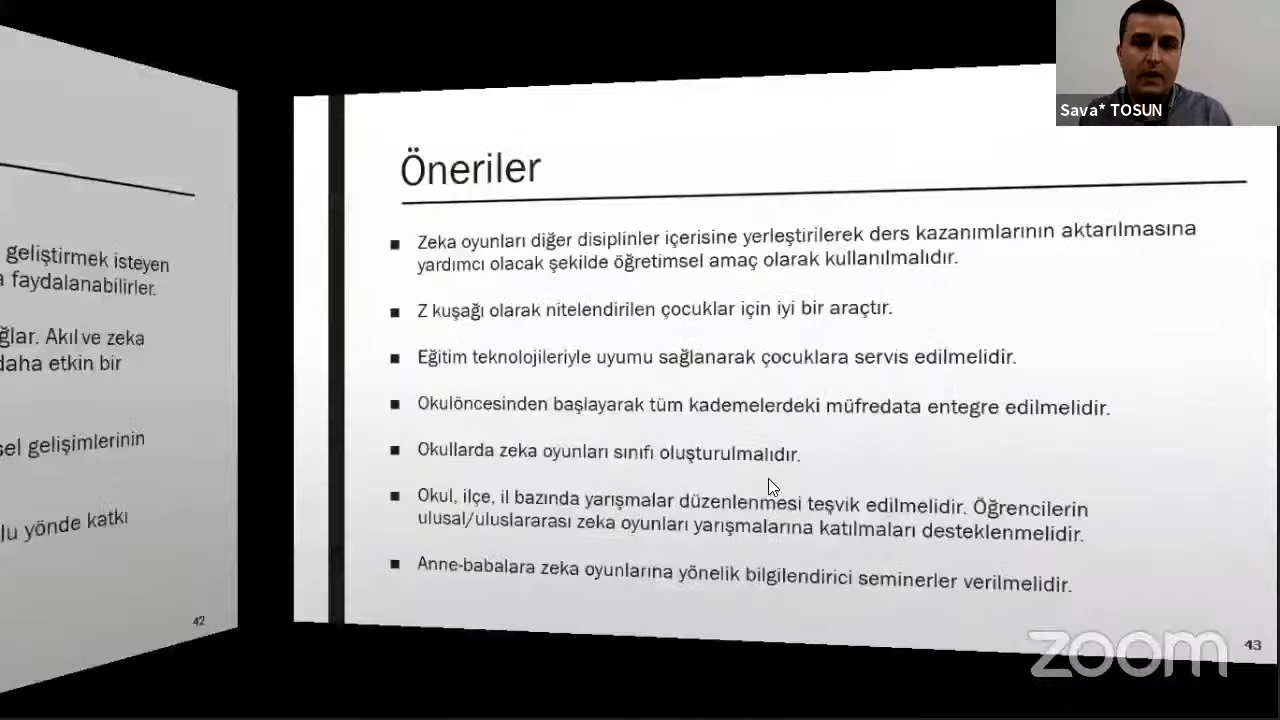 Sava* TOSUN
geliştirmek isteyen
a faydalanabilirler.
ğlar. Akıl ve zeka
daha etkin bir
sel gelişimlerinin
lu yönde katkı
42
Öneriler
■ Zeka oyunları diğer disiplinler içerisine yerleştirilerek ders kazanımlarının aktarılmasına
yardımcı olacak şekilde öğretimsel amaç olarak kullanılmalıdır.
■ Z kuşağı olarak nitelendirilen çocuklar için iyi bir araçtır.
■ Eğitim teknolojileriyle uyumu sağlanarak çocuklara servis edilmelidir.
■ Okulöncesinden başlayarak tüm kademelerdeki müfredata entegre edilmelidir.
■ Okullarda zeka oyunları sınıfı oluşturulmalıdır.
■ Okul, ilçe, il bazında yarışmalar düzenlenmesi teşvik edilmelidir. Öğrencilerin
ulusal/uluslararası zeka oyunları yarışmalarına katılmaları desteklenmelidir.
■ Anne-babalara zeka oyunlarına yönelik bilgilendirici seminerler verilmelidir.
zoom
43